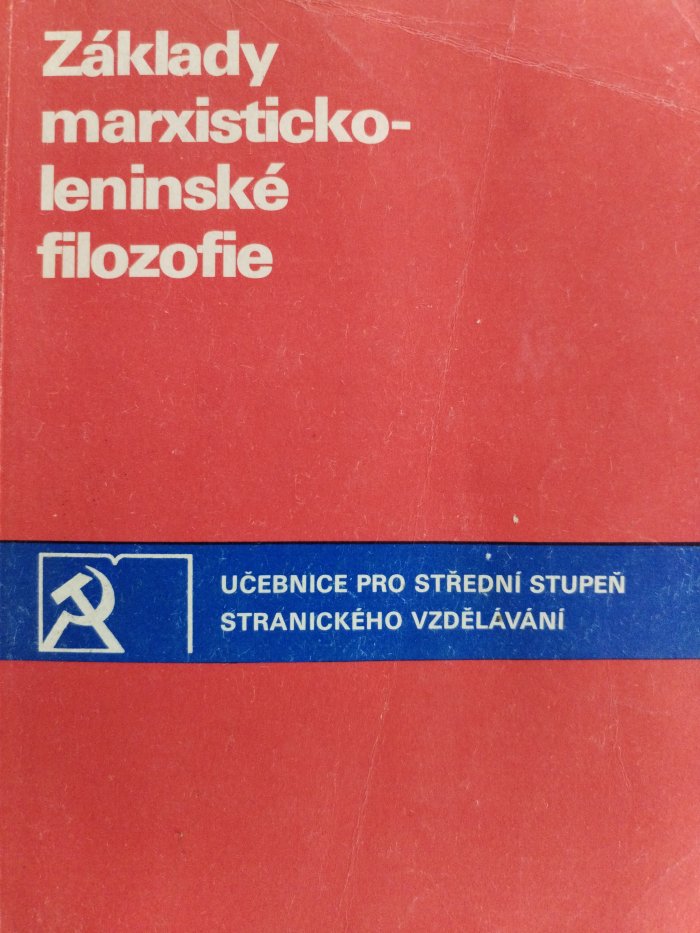 Základy
marxisticko-
leninské
filozofie
UČEBNICE PRO STŘEDNÍ STUPEŇ
STRANICKÉHO VZDĚLÁVÁNÍ